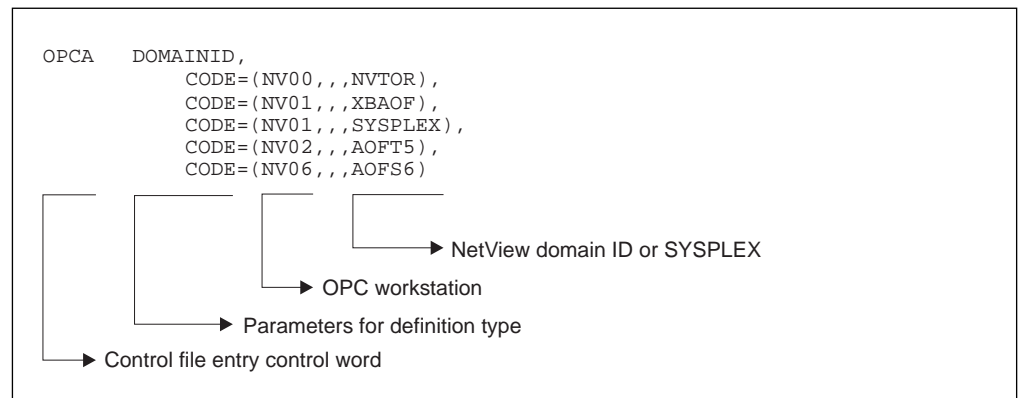 OPCA DOMAINID,
CODE=(NV00,,,NVTOR),
CODE=(NV01,,,XBAOF),
CODE=(NV01,,,SYSPLEX),
CODE=(NV02,,,AOFT5),
CODE=(NV06,,,AOFS6)
NetView domain ID or SYSPLEX
OPC workstation
Parameters for definition type
Control file entry control word